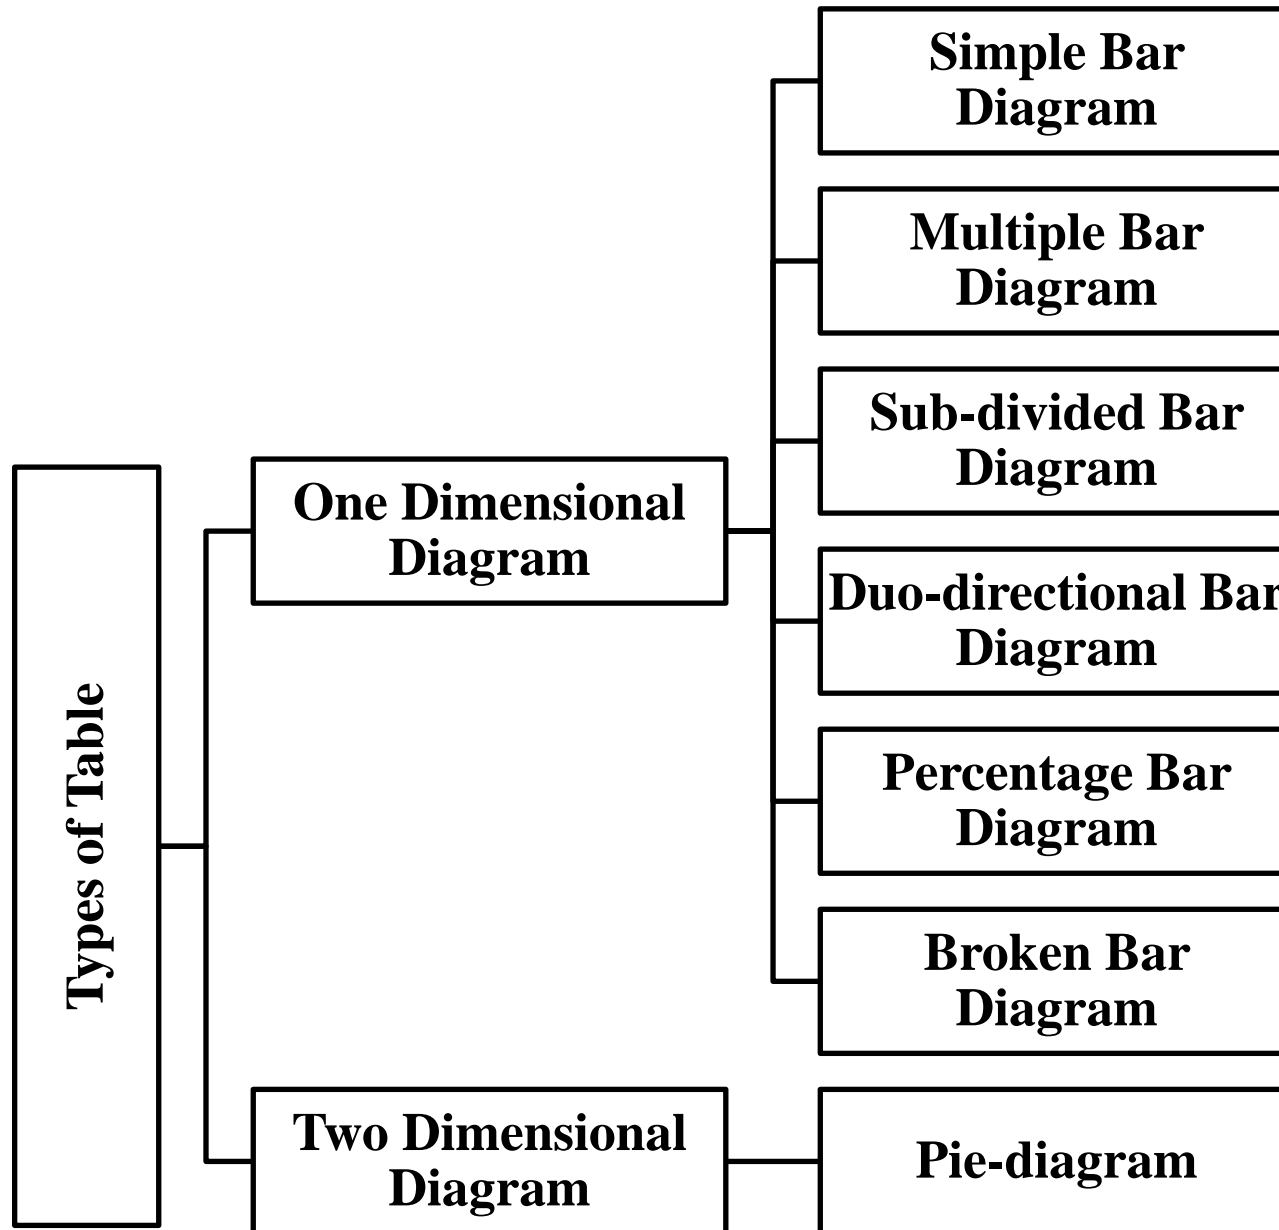 Types of Table
One Dimensional
Diagram
Simple Bar
Diagram
Multiple Bar
Diagram
Sub-divided Bar
Diagram
Duo-directional Bar
Diagram
Percentage Bar
Diagram
Broken Bar
Diagram
Two Dimensional
Diagram
Pie-diagram